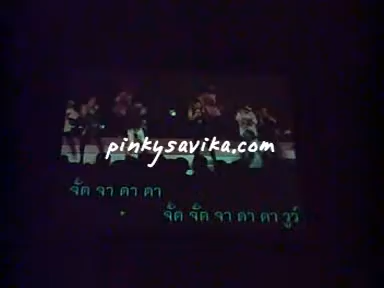 pinkysavika.com
จั๊ด จา ดา ดา
จั๊ด จั๊ด จา ดา ดา วูว์